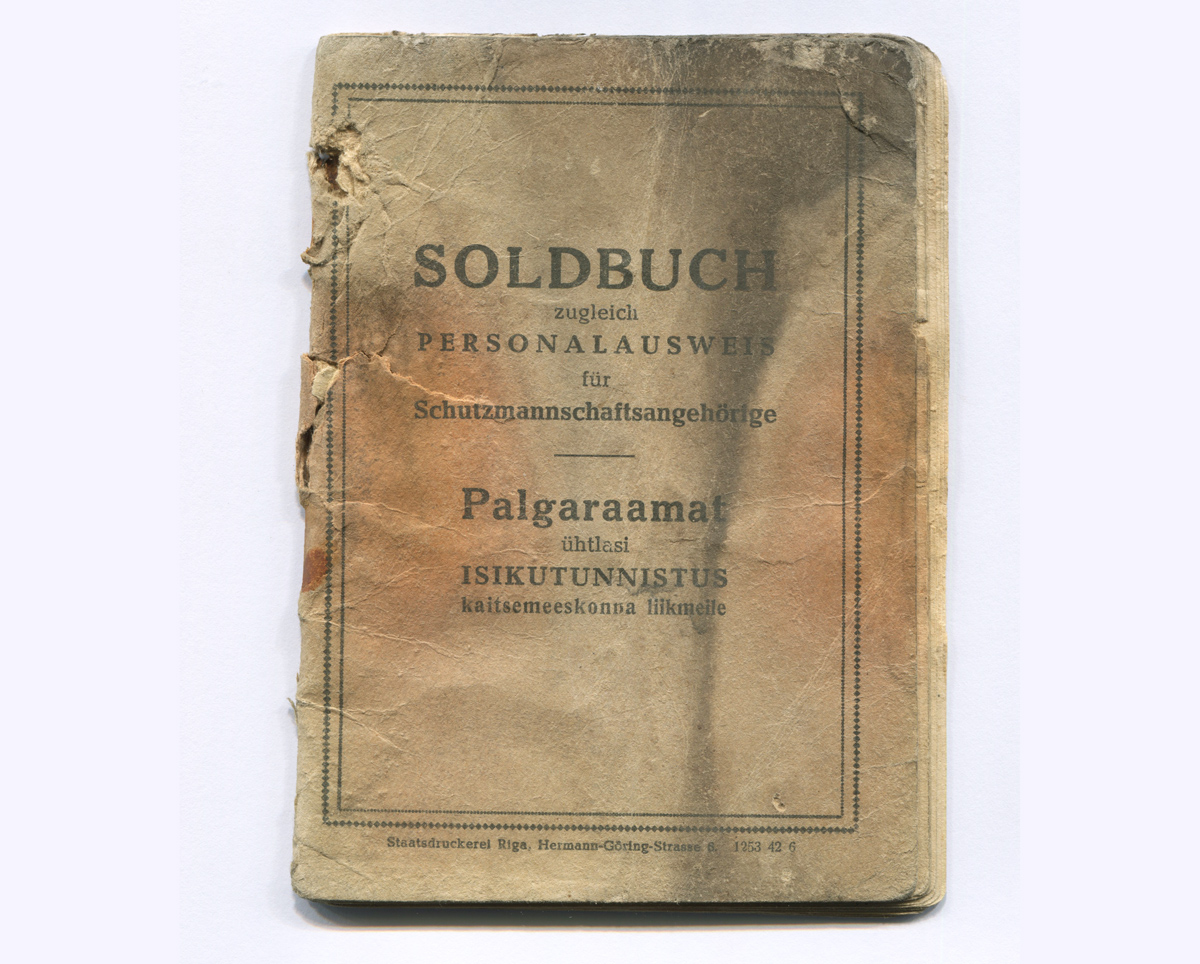 SOLDBUCH
zugleich
PERSONALAUSWEIS
für
Schutzmannschaftsangehörige
Palgaraamat
ühtlasi
ISIKUTUNNISTUS
kaitsemeeskonna liikmeile
Staatsdruckerei Riga, Hermann-Göring-Strasse 6. 1253 42 6